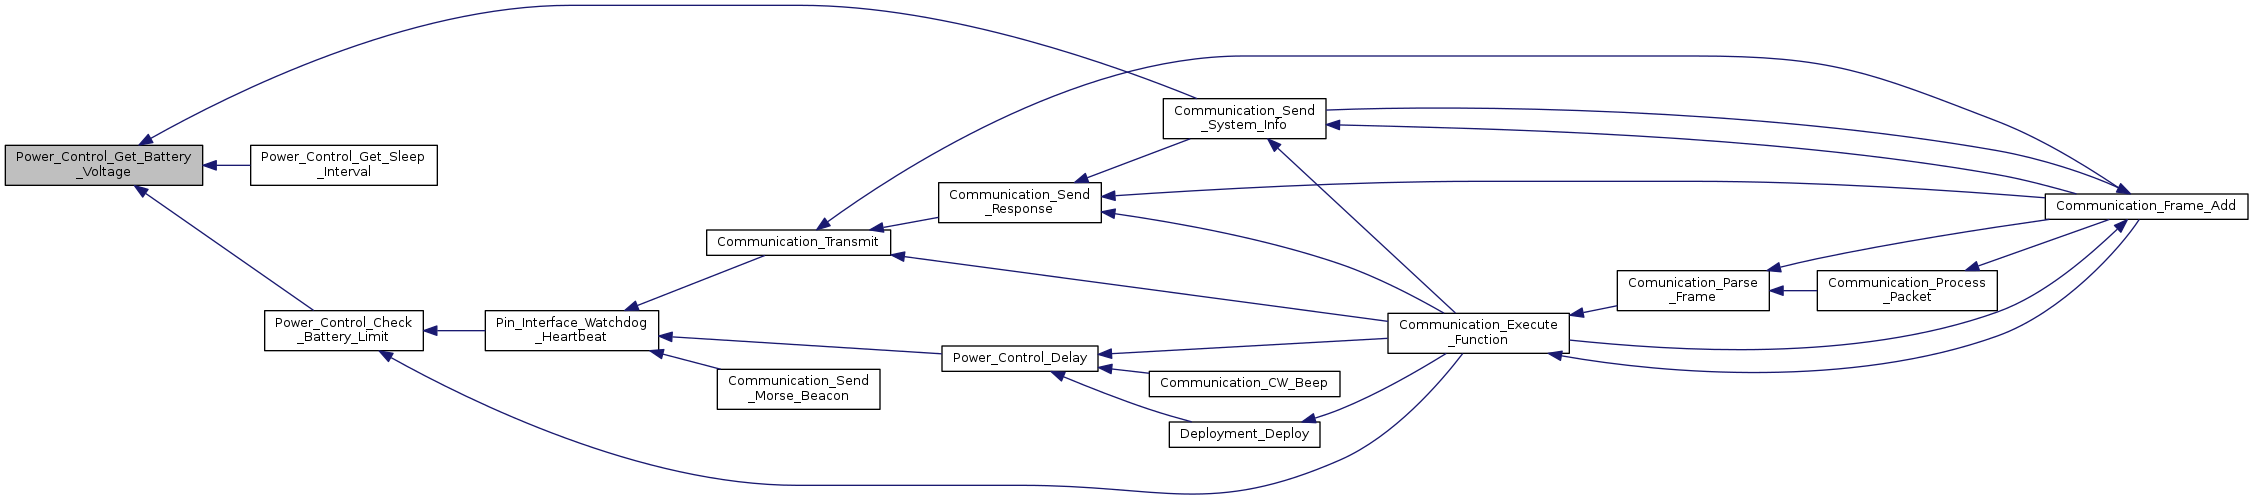 Power_Control_Get_Battery
_Voltage
Power_Control_Get_Sleep
_Interval
Power_Control_Check
_Battery_Limit
Pin_Interface_Watchdog
_Heartbeat
Communication_Transmit
Communication_Send
_Morse_Beacon
Communication_Send
_Response
Power_Control_Delay
Communication_Send
_System_Info
Communication_CW_Beep
Deployment_Deploy
Communication_Execute
_Function
Comunication_Parse
_Frame
Communication_Process
_Packet
Communication_Frame_Add